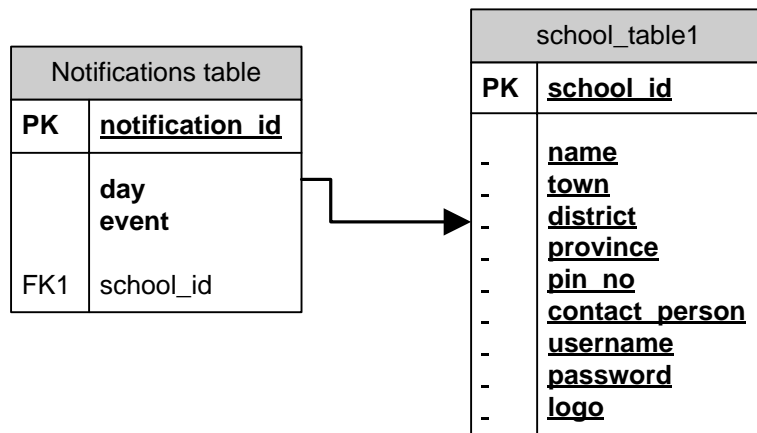 Notifications table
PK notification_id
day
event
FK1 school_id
school_table1
PK school_id
_ name
_ town
_ district
_ province
_ pin_no
_ contact_person
_ username
_ password
_ logo